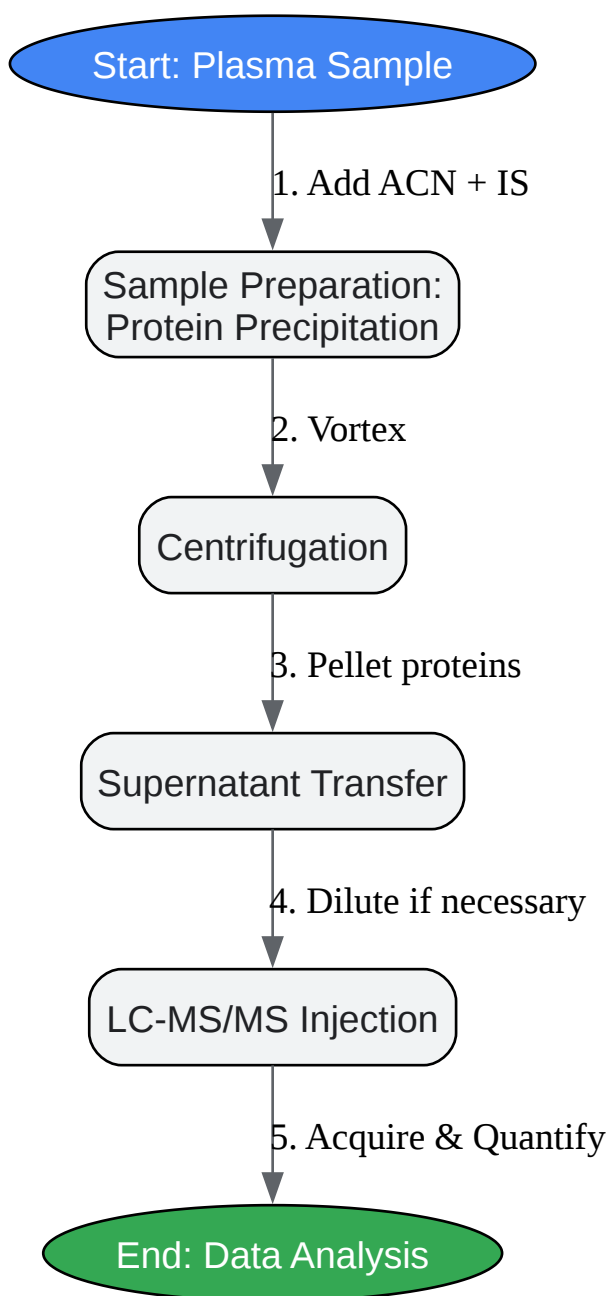 Start: Plasma Sample
1. Add ACN + IS
Sample Preparation:
Protein Precipitation
2. Vortex
Centrifugation
3. Pellet proteins
Supernatant Transfer
4. Dilute if necessary
LC-MS/MS Injection
5. Acquire & Quantify
End: Data Analysis